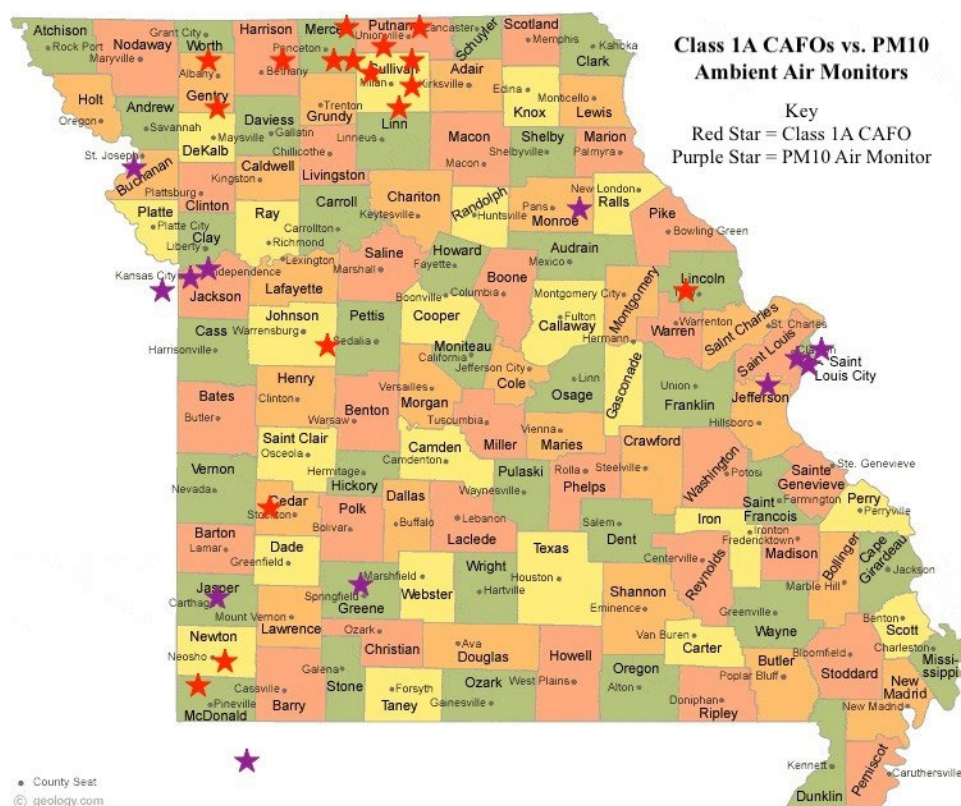 Class 1A CAFOs vs. PM10
Ambient Air Monitors
Key
Red Star = Class 1A CAFO
Purple Star = PM10 Air Monitor
Atchison
Rock Port
Nodaway
Maryville
Grant City
Worth
Harrison
Bethany
Princeton
Putnam
Unionville
Lancaster
Schuyler
Scotland
Memphis
Kahoka
Clark
Holt
Oregon
Andrew
Savannah
Albany
Gentry
Daviess
Gallatin
Trenton
Grundy
Sullivan
Milan
Kirksville
Adair
Edina
Knox
Monticello
Lewis
St. Joseph
Buchanan
Maysville
DeKalb
Chillicothe
Livingston
Linneus
Linn
Macon
Macon
Shelby
Shelbyville
Marion
Palmyra
Plattsburg
Clinton
Caldwell
Kingston
Carroll
Carrollton
Chariton
Keytesville
Randolph
Huntsville
Paris
Monroe
New London
Ralls
Platte
Platte City
Clay
Liberty
Ray
Richmond
Saline
Marshall
Howard
Fayette
Boone
Columbia
Audrain
Mexico
Pike
Bowling Green
Kansas City
Independence
Jackson
Lexington
Lafayette
Boonville
Cooper
Montgomery City
Fulton
Callaway
Montgomery
Lincoln
Warrenton
Warren
Saint Charles
St. Charles
Cass
Harrisonville
Johnson
Warrensburg
Pettis
Sedalia
Moniteau
California
Jefferson City
Cole
Hermann
Gasconade
Saint Louis
Saint
Louis City
Henry
Clinton
Versailles
Morgan
Linn
Osage
Union
Franklin
Jefferson
Hillsboro
Bates
Butler
Benton
Warsaw
Tuscumbia
Miller
Vienna
Maries
Saint Clair
Osceola
Camden
Camdenton
Crawford
Steelville
Washington
Potosi
Sainte
Genevieve
Ste. Genevieve
Vernon
Nevada
Hermitage
Hickory
Pulaski
Waynesville
Rolla
Phelps
Saint
Francois
Farmington
Perry
Perryville
Cedar
Stockton
Polk
Bolivar
Dallas
Buffalo
Lebanon
Laclede
Salem
Dent
Iron
Ironton
Fredericktown
Madison
Bollinger
Cape
Girardeau
Jackson
Barton
Lamar
Dade
Greenfield
Texas
Houston
Centerville
Reynolds
Marble Hill
Jasper
Carthage
Springfield
Greene
Marshfield
Webster
Wright
Hartville
Shannon
Eminence
Greenville
Wayne
Scott
Benton
Charleston
Missi-
ssippi
Mount Vernon
Lawrence
Newton
Neosho
Ozark
Christian
Ava
Douglas
Howell
West Plains
Van Buren
Carter
Butler
Poplar Bluff
Bloomfield
Stoddard
New
Madrid
New Madrid
Cassville
Barry
Galena
Stone
Forsyth
Taney
Ozark
Gainesville
Oregon
Alton
Doniphan
Ripley
Pineville
McDonald
Kennett
Dunklin
Pemiscot
Caruthersville
County Seat
© geology.com